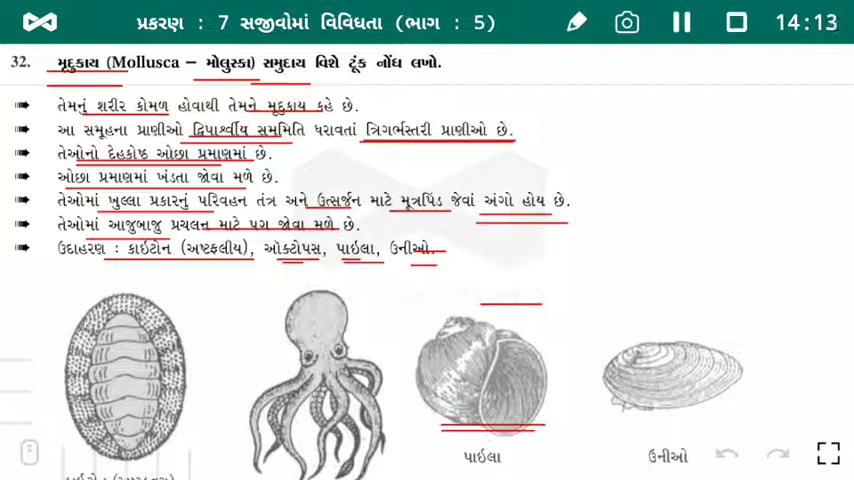 પ્રકરણ : 7 સજીવોમાં વિવિધતા (ભાગ : 5)
14:13
32. મૃદુકાય (Mollusca – મોલુસ્કા) સમુદાય વિશે ટૂંક નોંધ લખો.
તેમનું શરીર કોમળ હોવાથી તેમને મૃદુકાય કહે છે.
આ સમૂહના પ્રાણીઓ દ્વિપાર્શ્વીય સમમિતિ ધરાવતાં ત્રિગર્ભસ્તરી પ્રાણીઓ છે.
તેઓનો દેહકોષ્ઠ ઓછા પ્રમાણમાં છે.
ઓછા પ્રમાણમાં ખંડતા જોવા મળે છે.
તેઓમાં ખુલ્લા પ્રકારનું પરિવહન તંત્ર અને ઉત્સર્જન માટે મૂત્રપિંડ જેવાં અંગો હોય છે.
તેઓમાં આજુબાજુ પ્રચલન માટે પગ જોવા મળે છે.
ઉદાહરણ : કાઇટોન (અષ્ટફલીય), ઑક્ટોપસ, પાઇલા, ઉનીઓ.
પાઇલા
ઉનીઓ